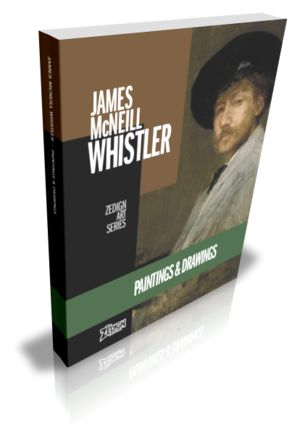 JAMES
McNEILL
WHISTLER
ZEDIGN
ART
SERIES
PAINTINGS & DRAWINGS
ZEDIGN
JAMES McNEILL WHISTLER • PAINTINGS & DRAWINGS